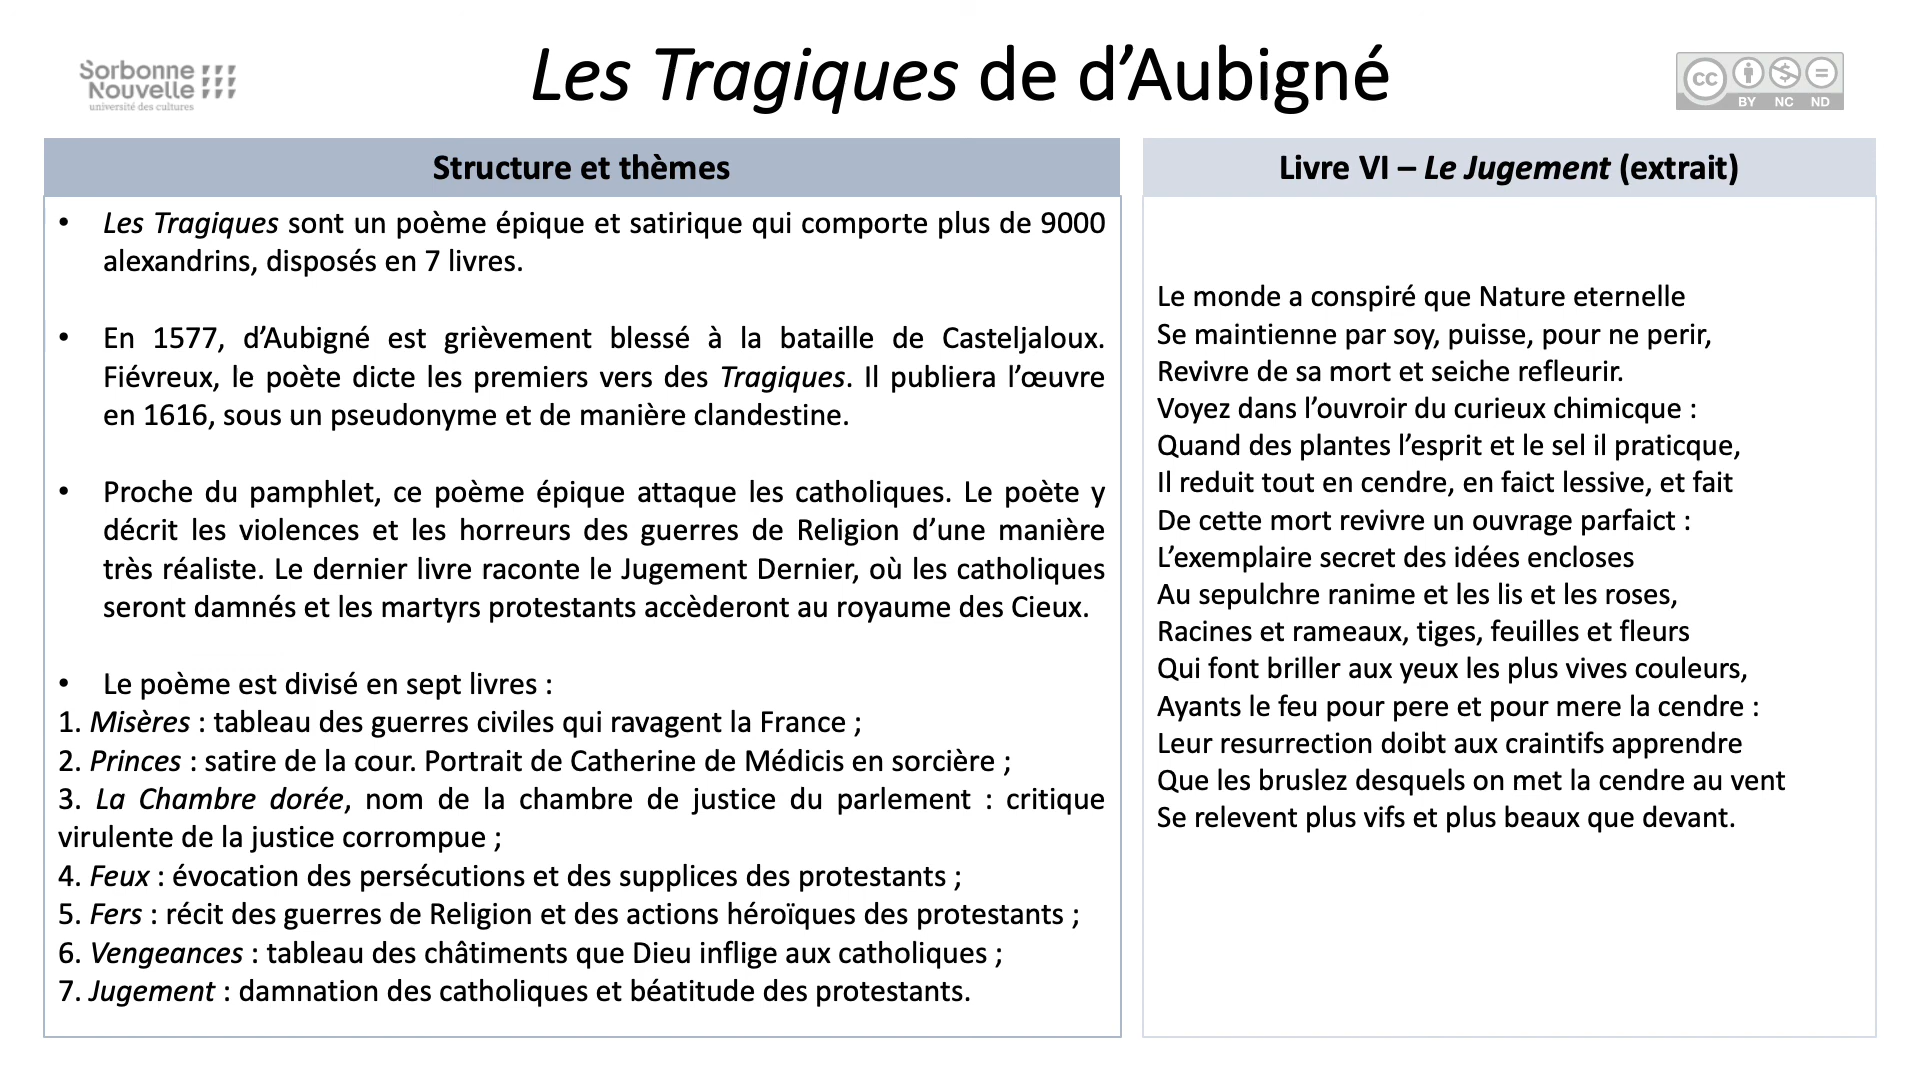 Sorbonne
Nouvelle
université des cultures
Les Tragiques de d’Aubigné
cc
BY NC ND
Structure et thèmes
• Les Tragiques sont un poème épique et satirique qui comporte plus de 9000
alexandrins, disposés en 7 livres.
• En 1577, d’Aubigné est grièvement blessé à la bataille de Casteljaloux.
Fiévreux, le poète dicte les premiers vers des Tragiques. Il publiera l’œuvre
en 1616, sous un pseudonyme et de manière clandestine.
• Proche du pamphlet, ce poème épique attaque les catholiques. Le poète y
décrit les violences et les horreurs des guerres de Religion d’une manière
très réaliste. Le dernier livre raconte le Jugement Dernier, où les catholiques
seront damnés et les martyrs protestants accèderont au royaume des Cieux.
• Le poème est divisé en sept livres :
1. Misères : tableau des guerres civiles qui ravagent la France ;
2. Princes : satire de la cour. Portrait de Catherine de Médicis en sorcière ;
3. La Chambre dorée, nom de la chambre de justice du parlement : critique
virulente de la justice corrompue ;
4. Feux : évocation des persécutions et des supplices des protestants ;
5. Fers : récit des guerres de Religion et des actions héroïques des protestants ;
6. Vengeances : tableau des châtiments que Dieu inflige aux catholiques ;
7. Jugement : damnation des catholiques et béatitude des protestants.
Livre VI – Le Jugement (extrait)
Le monde a conspiré que Nature eternelle
Se maintienne par soy, puisse, pour ne perir,
Revivre de sa mort et seiche refleurir.
Voyez dans l’ouvroir du curieux chimicque :
Quand des plantes l’esprit et le sel il praticque,
Il reduit tout en cendre, en faict lessive, et fait
De cette mort revivre un ouvrage parfaict :
L’exemplaire secret des idées encloses
Au sepulchre ranime et les lis et les roses,
Racines et rameaux, tiges, feuilles et fleurs
Qui font briller aux yeux les plus vives couleurs,
Ayants le feu pour pere et pour mere la cendre :
Leur resurrection doibt aux craintifs apprendre
Que les bruslez desquels on met la cendre au vent
Se relevent plus vifs et plus beaux que devant.